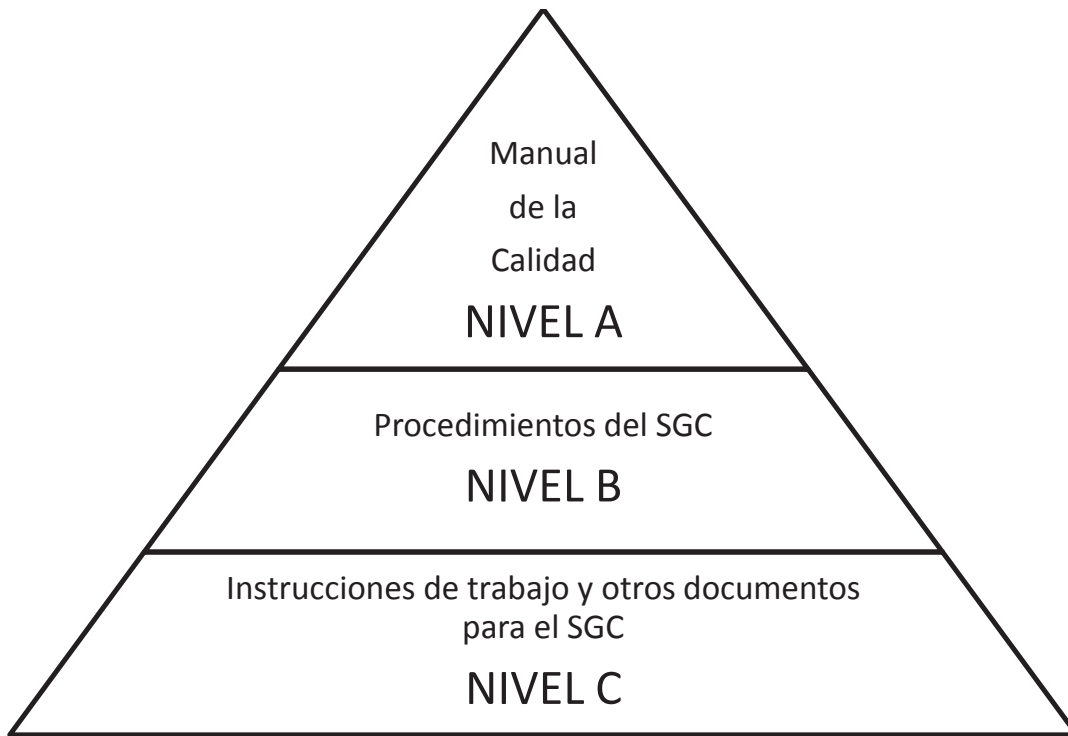 Manual
de la
Calidad
NIVEL A
Procedimientos del SGC
NIVEL B
Instrucciones de trabajo y otros documentos
para el SGC
NIVEL C